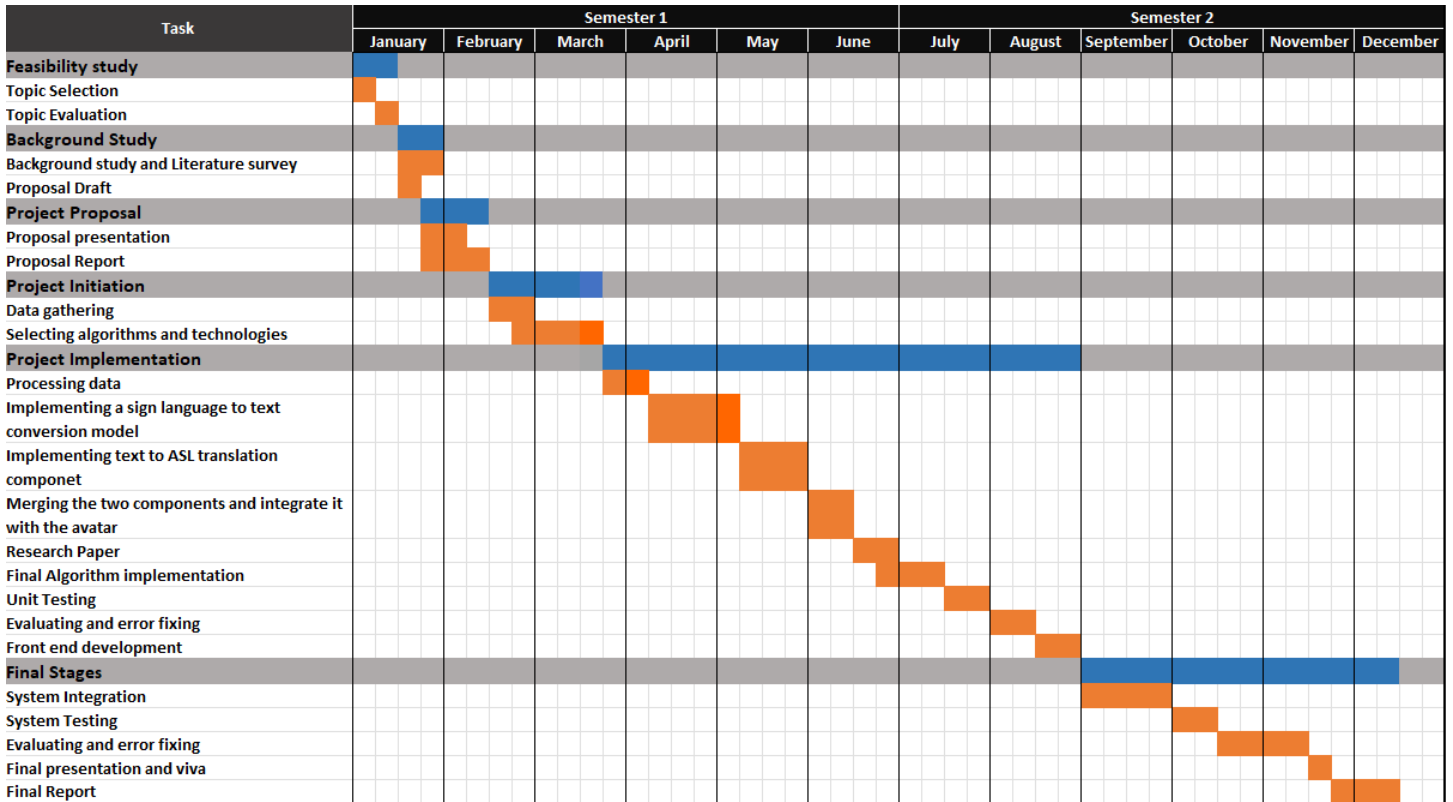 Task
Semester 1
Semester 2
January February March April May June July August September October November December
Feasibility study
Topic Selection
Topic Evaluation
Background Study
Background study and Literature survey
Proposal Draft
Project Proposal
Proposal presentation
Proposal Report
Project Initiation
Data gathering
Selecting algorithms and technologies
Project Implementation
Processing data
Implementing a sign language to text
conversion model
Implementing text to ASL translation
componet
Merging the two components and integrate it
with the avatar
Research Paper
Final Algorithm implementation
Unit Testing
Evaluating and error fixing
Front end development
Final Stages
System Integration
System Testing
Evaluating and error fixing
Final presentation and viva
Final Report